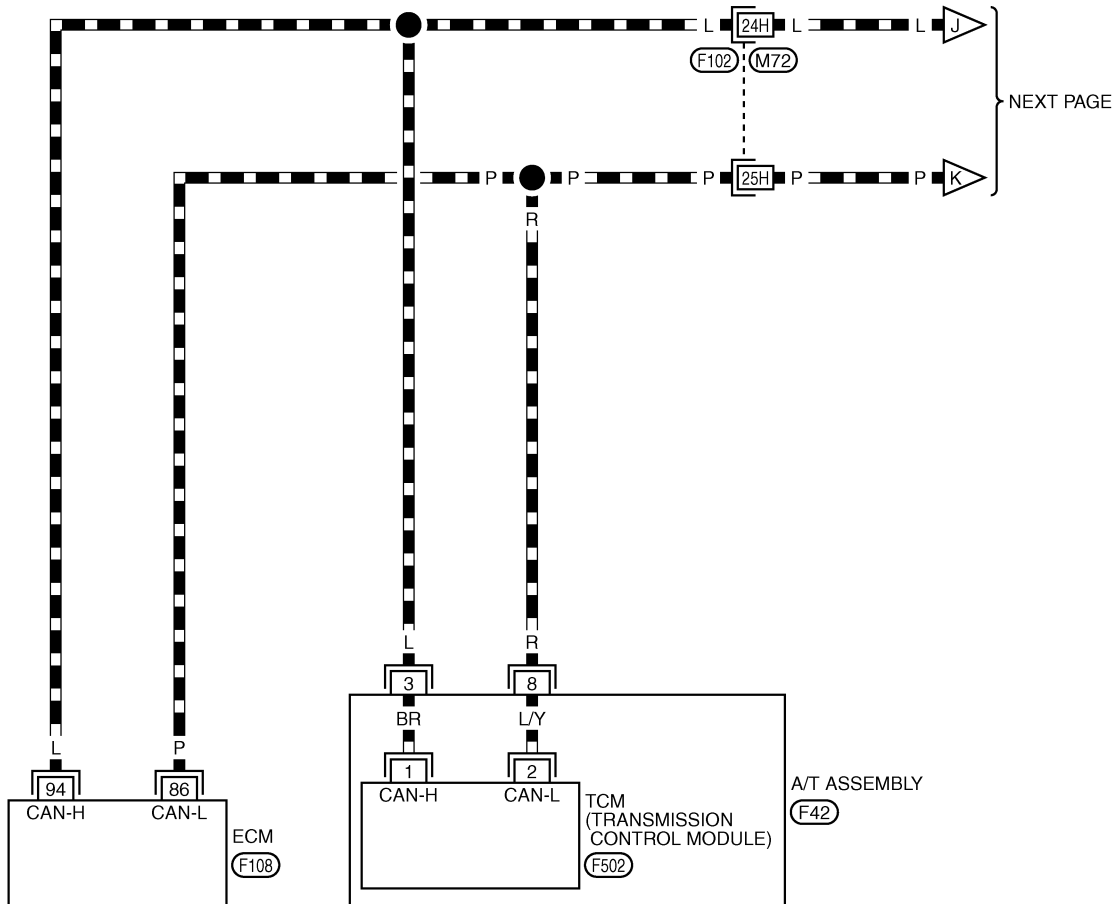 L 24H L L J
F102 M72
NEXT PAGE
P P P 25H P P K
R
L R
3 8
BR L/Y
L P
1 2
94 86
CAN-H CAN-L
CAN-H CAN-L
A/T ASSEMBLY
F42
TCM
(TRANSMISSION
CONTROL MODULE)
F502
ECM
F108